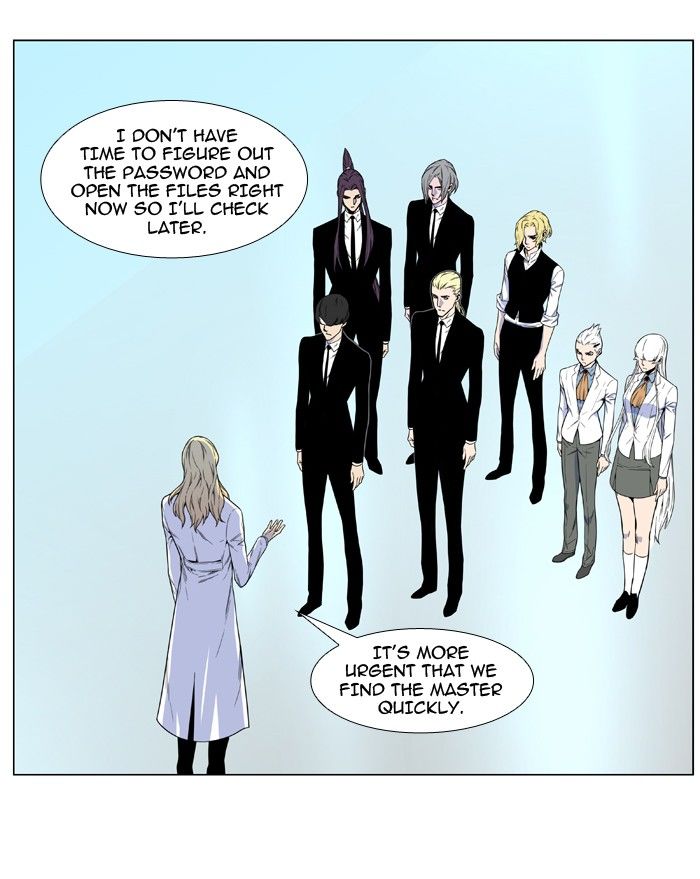 I DON'T HAVE
TIME TO FIGURE OUT
THE PASSWORD AND
OPEN THE FILES RIGHT
NOW SO I'LL CHECK
LATER.
IT'S MORE
URGENT THAT WE
FIND THE MASTER
QUICKLY.